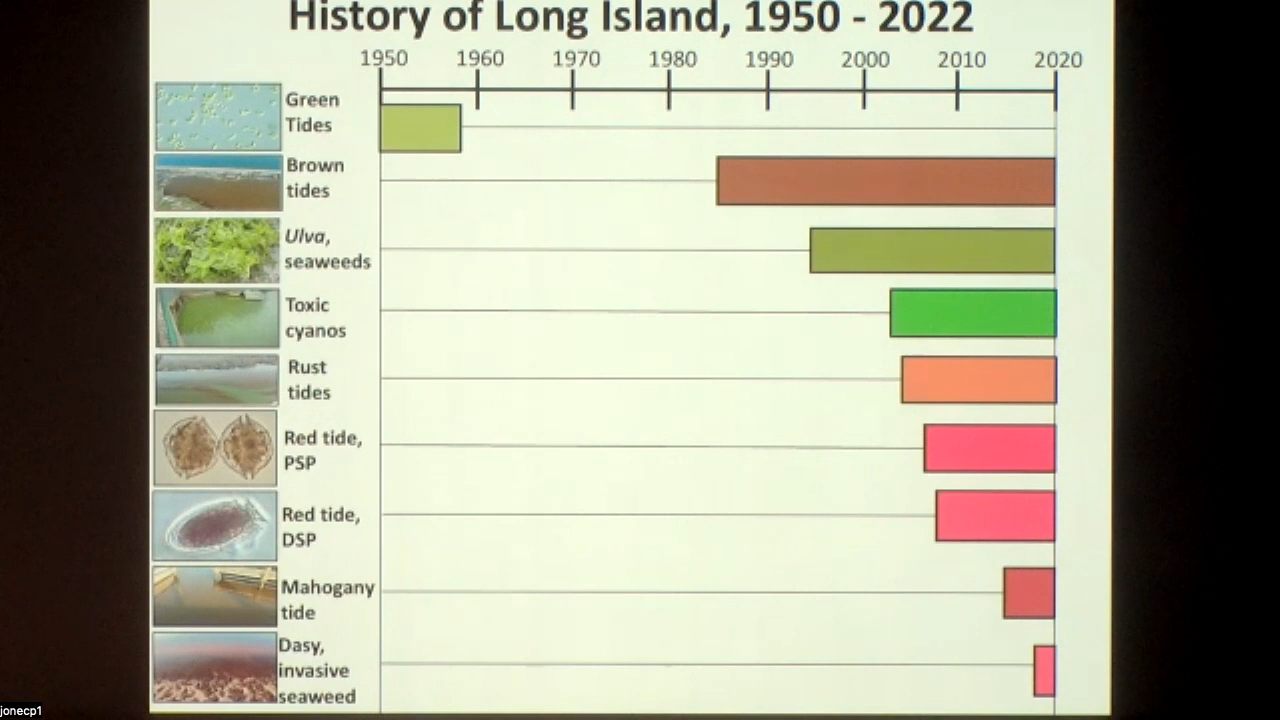 History of Long Island, 1950 - 2022
1950 1960 1970 1980 1990 2000 2010 2020
Green
Tides
Brown
tides
Ulva,
seaweeds
Toxic
cyanos
Rust
tides
Red tide,
PSP
Red tide,
DSP
Mahogany
tide
Dasy,
invasive
seaweed
jonecp1